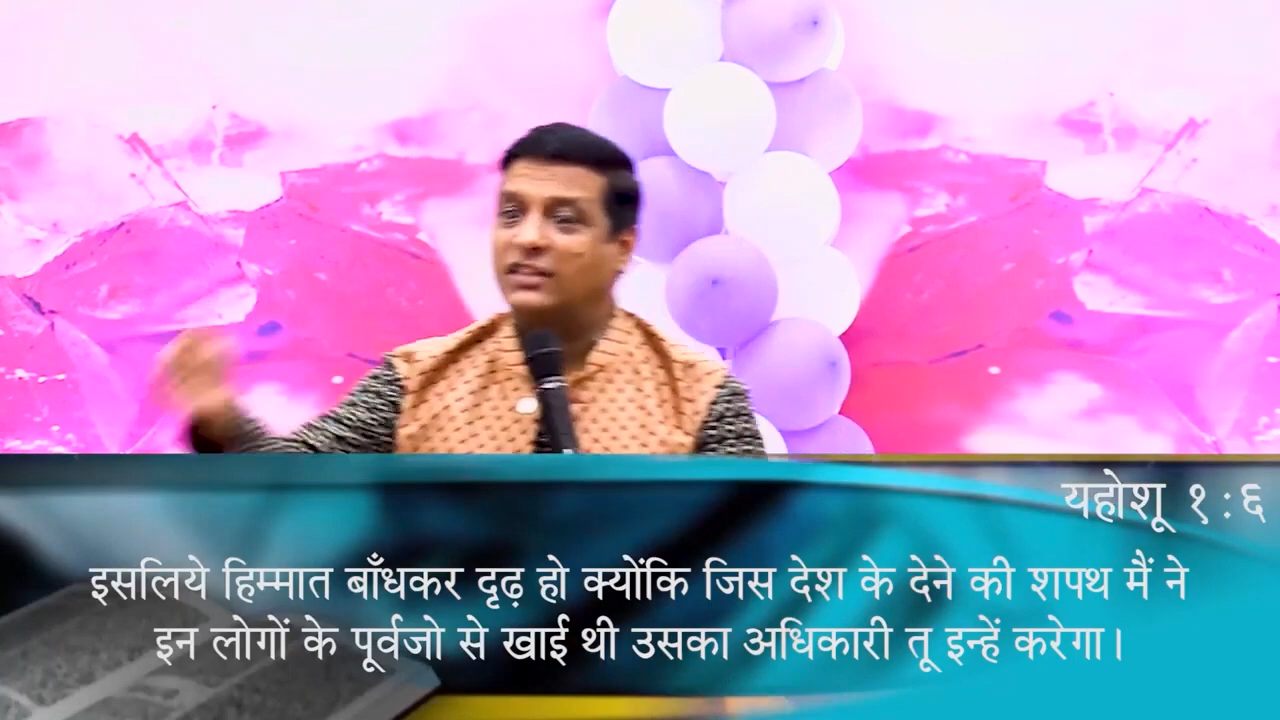 यहोशू १:६
इसलिये हिम्मात बाँधकर दृढ़ हो क्योंकि जिस देश के देने की शपथ मैं ने
इन लोगों के पूर्वजो से खाई थी उसका अधिकारी तू इन्हें करेगा।